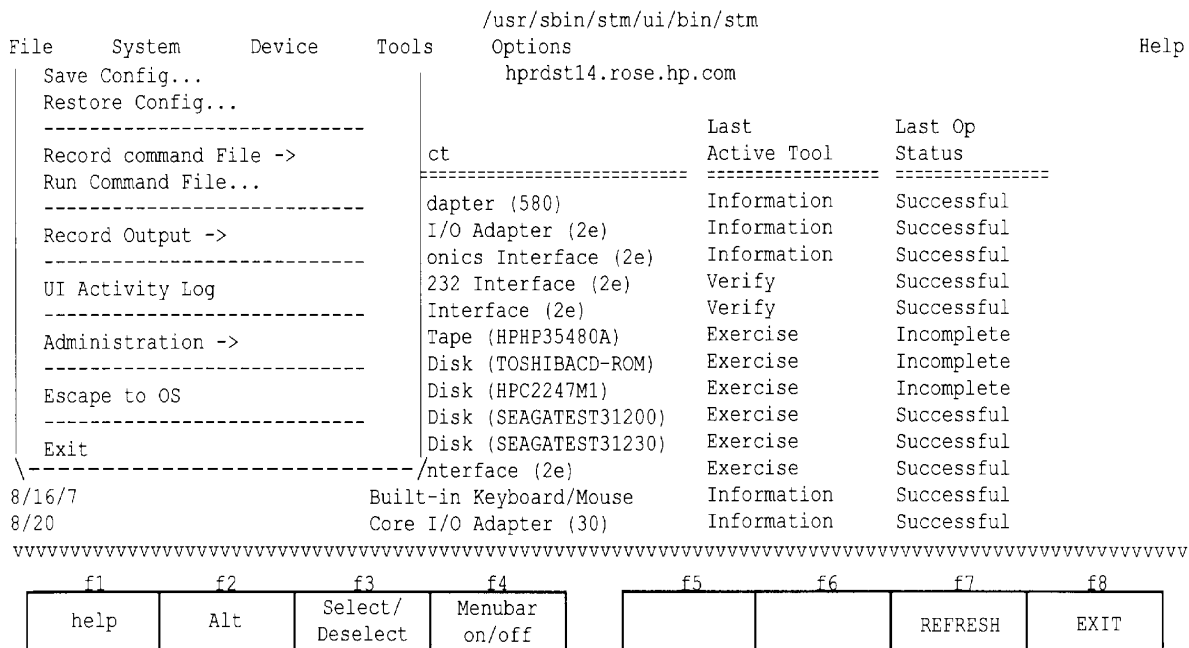 /usr/sbin/stm/ui/bin/stm
File System Device Tools Options Help
Save Config... hprdst14.rose.hp.com
Restore Config...
------------------------------ Last Last Op
Record command File -> ct Active Tool Status
Run Command File... ============================= ================== ================
------------------------------ dapter (580) Information Successful
Record Output -> I/O Adapter (2e) Information Successful
------------------------------ onics Interface (2e) Information Successful
UI Activity Log 232 Interface (2e) Verify Successful
------------------------------ Interface (2e) Verify Successful
Administration -> Tape (HPHP35480A) Exercise Incomplete
------------------------------ Disk (TOSHIBACD-ROM) Exercise Incomplete
Escape to OS Disk (HPC2247M1) Exercise Incomplete
------------------------------ Disk (SEAGATEST31200) Exercise Successful
Exit Disk (SEAGATEST31230) Exercise Successful
\------------------------------------/nterface (2e) Exercise Successful
8/16/7 Built-in Keyboard/Mouse Information Successful
8/20 Core I/O Adapter (30) Information Successful
vvvvvvvvvvvvvvvvvvvvvvvvvvvvvvvvvvvvvvvvvvvvvvvvvvvvvvvvvvvvvvvvvvvvvvvvvvvvvvvvvvvvvvvvvvvvvvvvvvvvvvvvvvvvvvvv
f1 f2 f3 f4 f5 f6 f7 f8
help Alt Select/ Menubar REFRESH EXIT
Deselect on/off